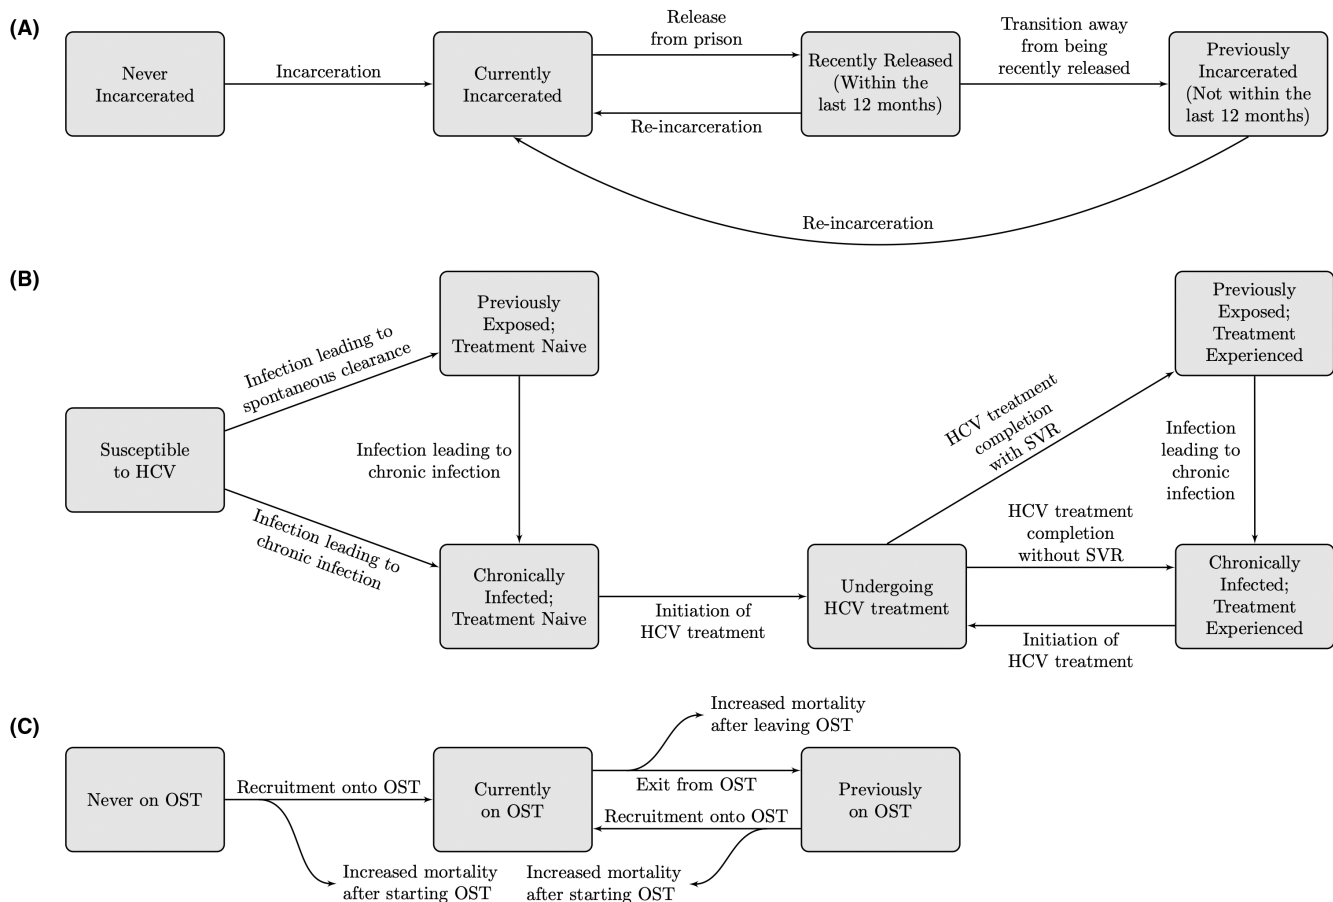 (A)
Never
Incarcerated
Incarceration
Currently
Incarcerated
Release
from prison
Re-incarceration
Recently Released
(Within the
last 12 months)
Transition away
from being
recently released
Previously
Incarcerated
(Not within the
last 12 months)
Re-incarceration
(B)
Susceptible
to HCV
Infection leading to
spontaneous clearance
Infection leading to
chronic infection
Previously
Exposed;
Treatment Naive
Infection leading to
chronic infection
Chronically
Infected;
Treatment Naive
Initiation of
HCV treatment
Undergoing
HCV treatment
HCV treatment
completion
with SVR
HCV treatment
completion
without SVR
Initiation of
HCV treatment
Previously
Exposed;
Treatment
Experienced
Infection
leading to
chronic
infection
Chronically
Infected;
Treatment
Experienced
(C)
Never on OST
Recruitment onto OST
Increased mortality
after starting OST
Currently
on OST
Increased mortality
after leaving OST
Exit from OST
Recruitment onto OST
Increased mortality
after starting OST
Previously
on OST